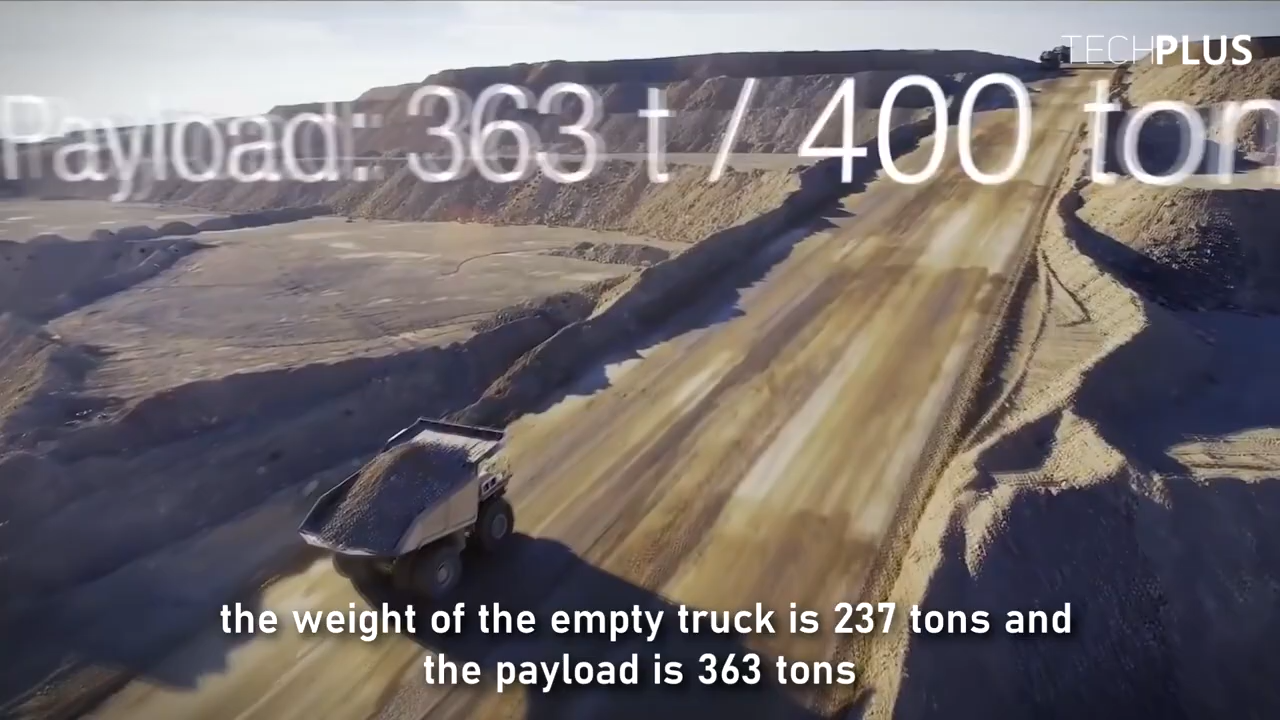 TECHPLUS
Payload: 363 t / 400 ton
the weight of the empty truck is 237 tons and
the payload is 363 tons